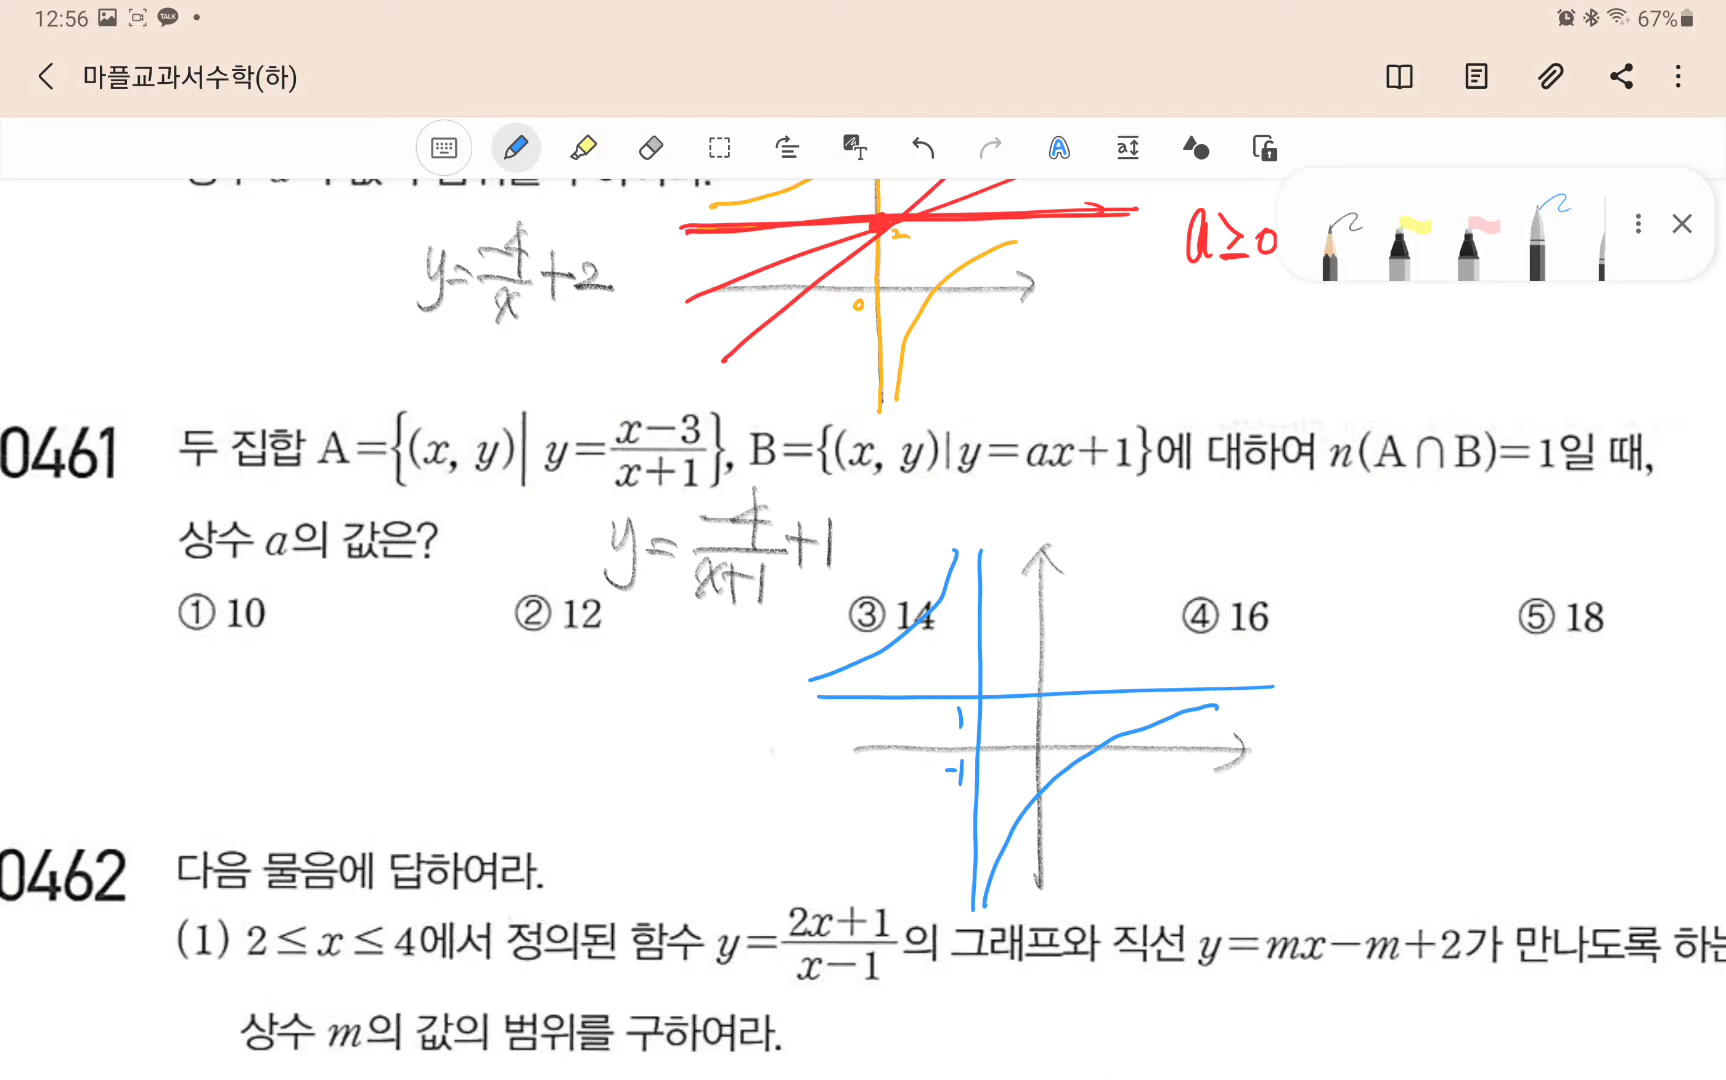 12:56 TALK 67%
마플교과서수학(하)
y=-4/x+2
2
0
a≥0
0461 두 집합 A={(x, y)| y=(x-3)/(x+1)}, B={(x, y)|y=ax+1}에 대하여 n(A∩B)=1일 때,
상수 a의 값은?
y=-4/(x+1)+1
① 10 ② 12 ③ 14 ④ 16 ⑤ 18
1
-1
0462 다음 물음에 답하여라.
(1) 2≤x≤4에서 정의된 함수 y=(2x+1)/(x-1)의 그래프와 직선 y=mx-m+2가 만나도록 하는
상수 m의 값의 범위를 구하여라.